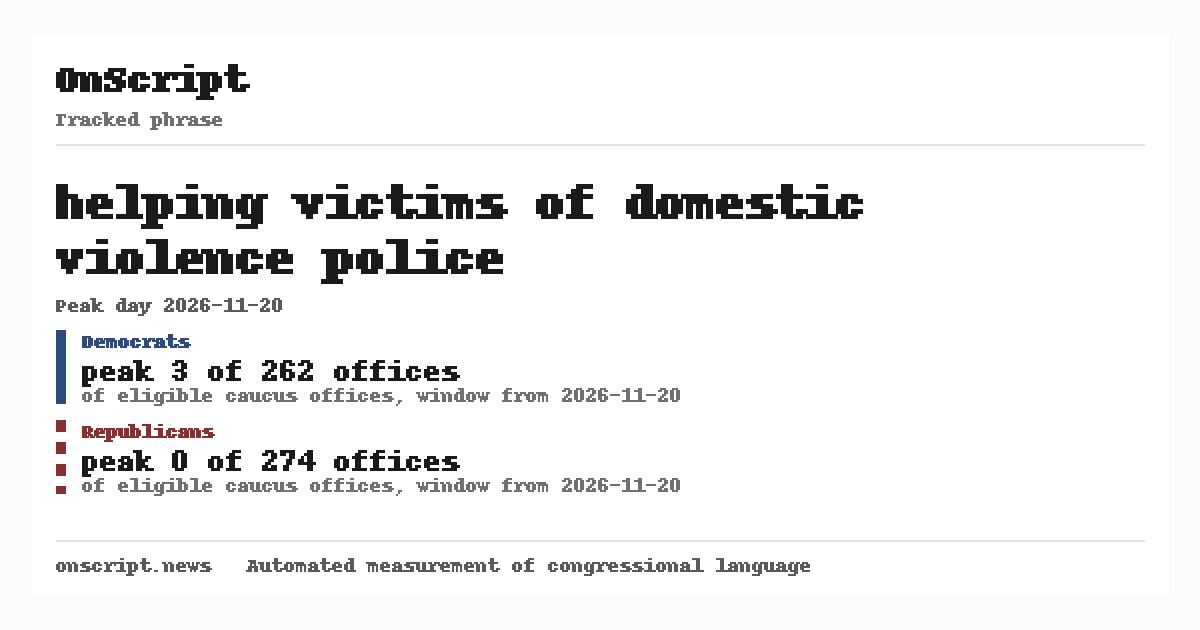 OnScript
Tracked phrase
helping victims of domestic
violence police
Peak day 2026-11-20
Democrats
peak 3 of 262 offices
of eligible caucus offices, window from 2026-11-20
Republicans
peak 0 of 274 offices
of eligible caucus offices, window from 2026-11-20
onscript.news Automated measurement of congressional language